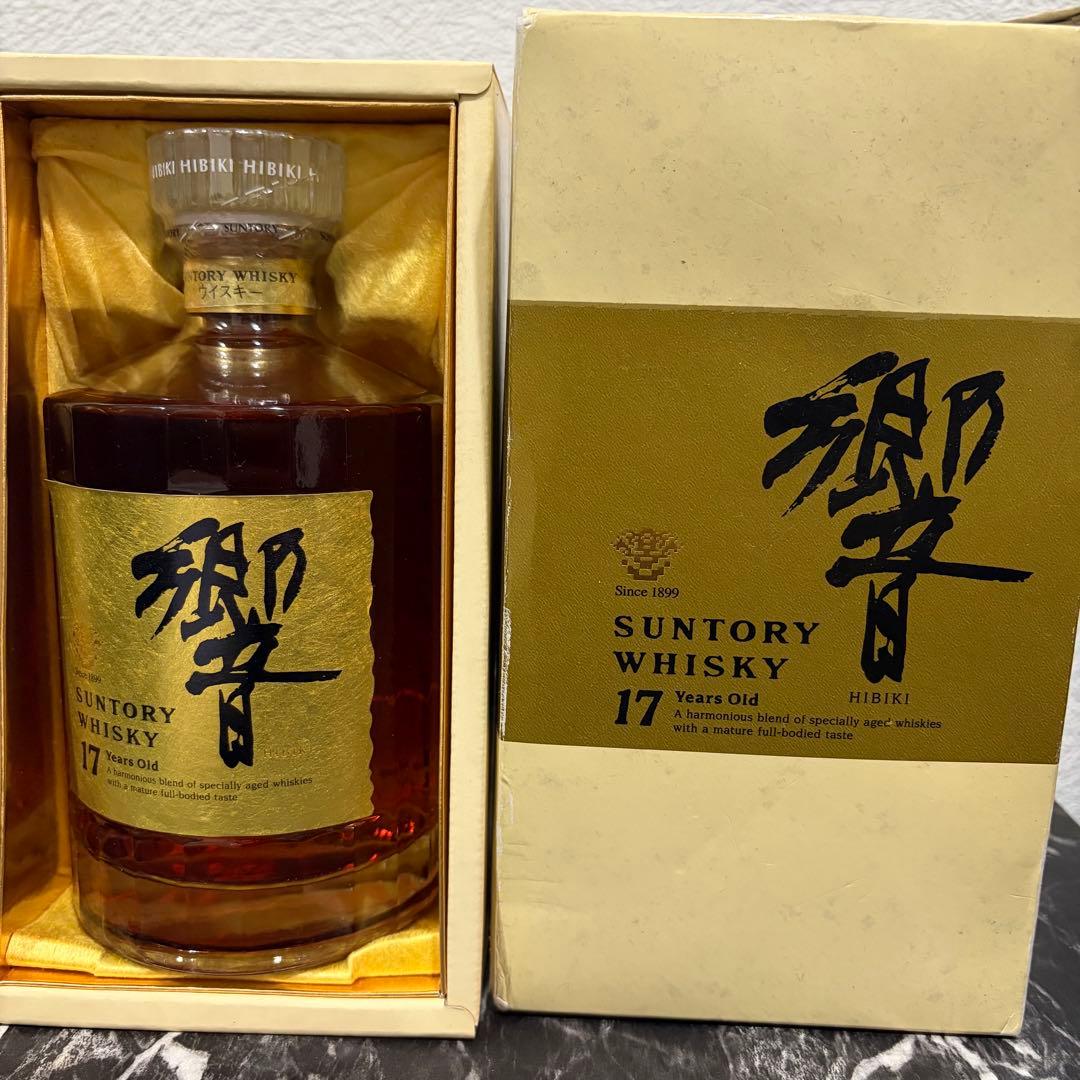 HIBIKI HIBIKI HIBIKI H
SUNTORY
SUNTORY WHISKY
ウイスキー
響
Since 1899
SUNTORY
WHISKY
HIBIKI
17 Years Old
A harmonious blend of specially aged whiskies
with a mature full-bodied taste
響
Since 1899
SUNTORY
WHISKY
HIBIKI
17 Years Old
A harmonious blend of specially aged whiskies
with a mature full-bodied taste